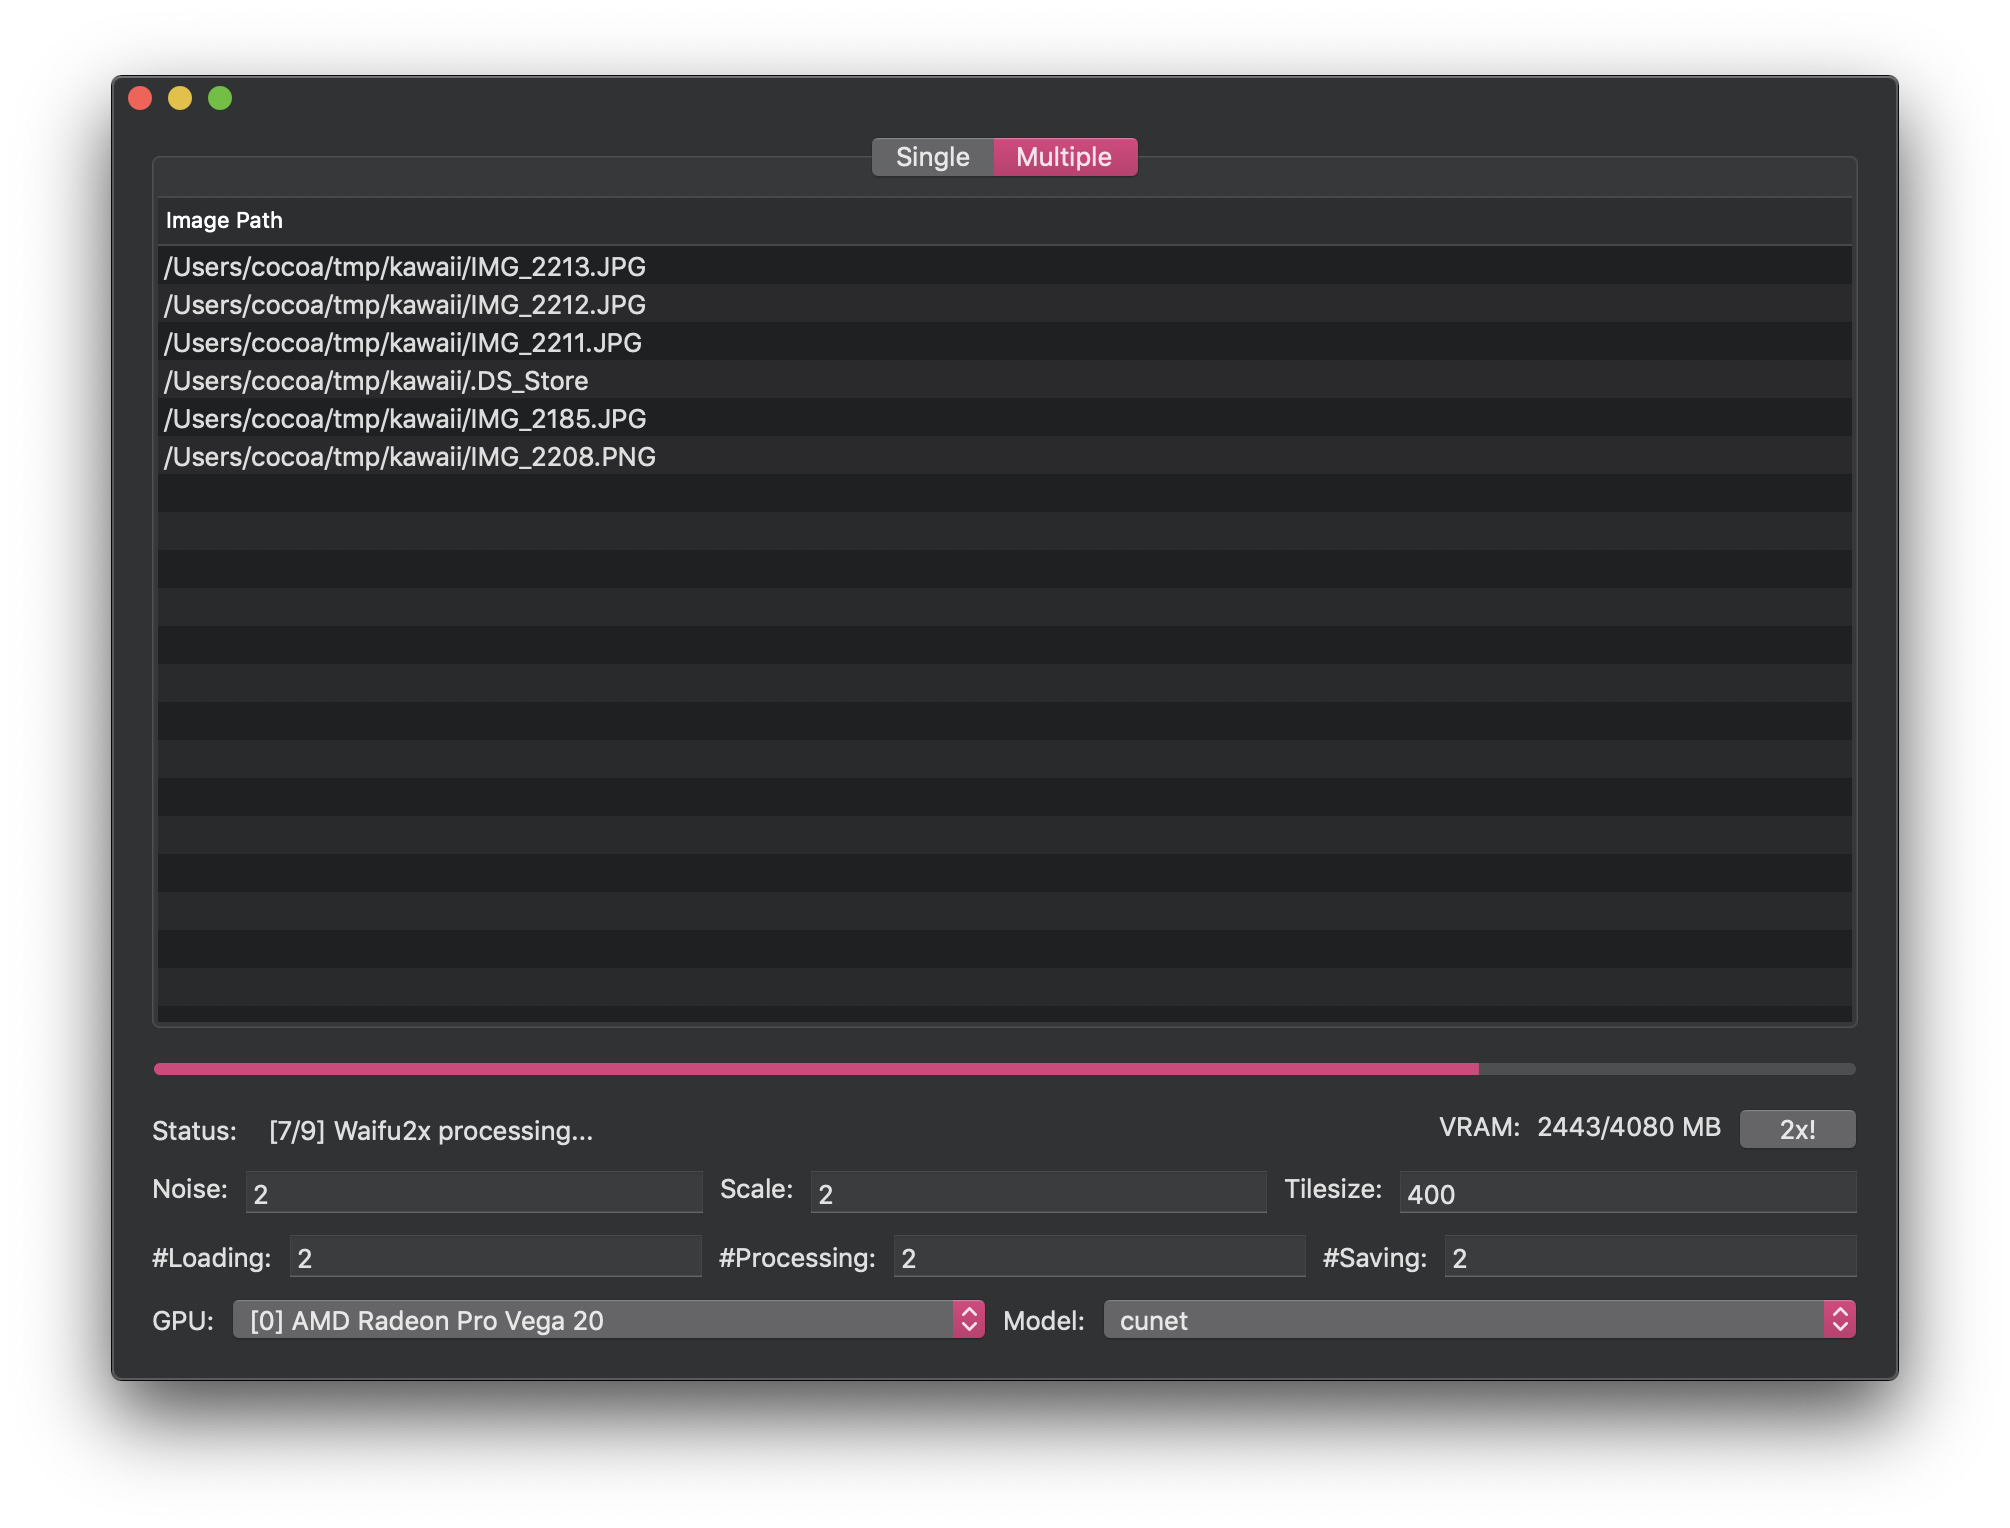 Single Multiple
Image Path
/Users/cocoa/tmp/kawaii/IMG_2213.JPG
/Users/cocoa/tmp/kawaii/IMG_2212.JPG
/Users/cocoa/tmp/kawaii/IMG_2211.JPG
/Users/cocoa/tmp/kawaii/.DS_Store
/Users/cocoa/tmp/kawaii/IMG_2185.JPG
/Users/cocoa/tmp/kawaii/IMG_2208.PNG
Status: [7/9] Waifu2x processing... VRAM: 2443/4080 MB 2x!
Noise: 2 Scale: 2 Tilesize: 400
#Loading: 2 #Processing: 2 #Saving: 2
GPU: [0] AMD Radeon Pro Vega 20 Model: cunet